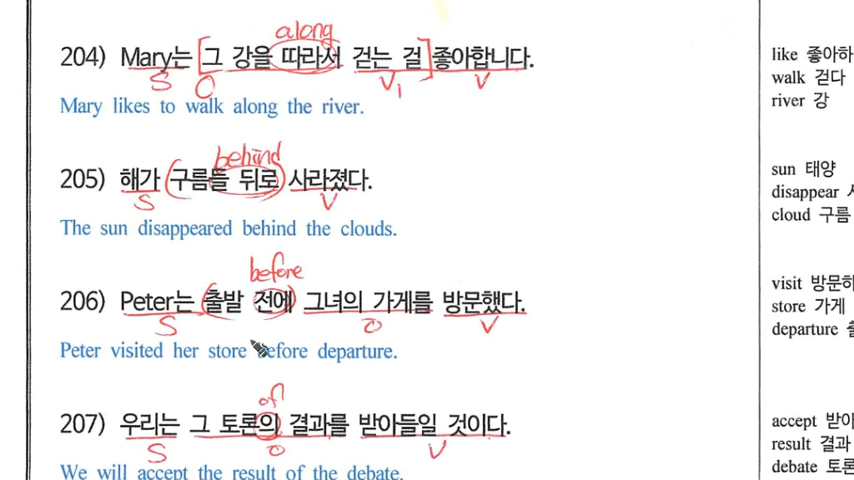 along
204) Mary는 그 강을 따라서 걷는 걸 좋아합니다.
S O V1 V
Mary likes to walk along the river.
behind
205) 해가 구름들 뒤로 사라졌다.
S V
The sun disappeared behind the clouds.
before
206) Peter는 출발 전에 그녀의 가게를 방문했다.
S O V
Peter visited her store before departure.
of
207) 우리는 그 토론의 결과를 받아들일 것이다.
S O V
We will accept the result of the debate.
like 좋아하
walk 걷다
river 강
sun 태양
disappear
cloud 구름
visit 방문하
store 가게
departure
accept 받아
result 결과
debate 토론